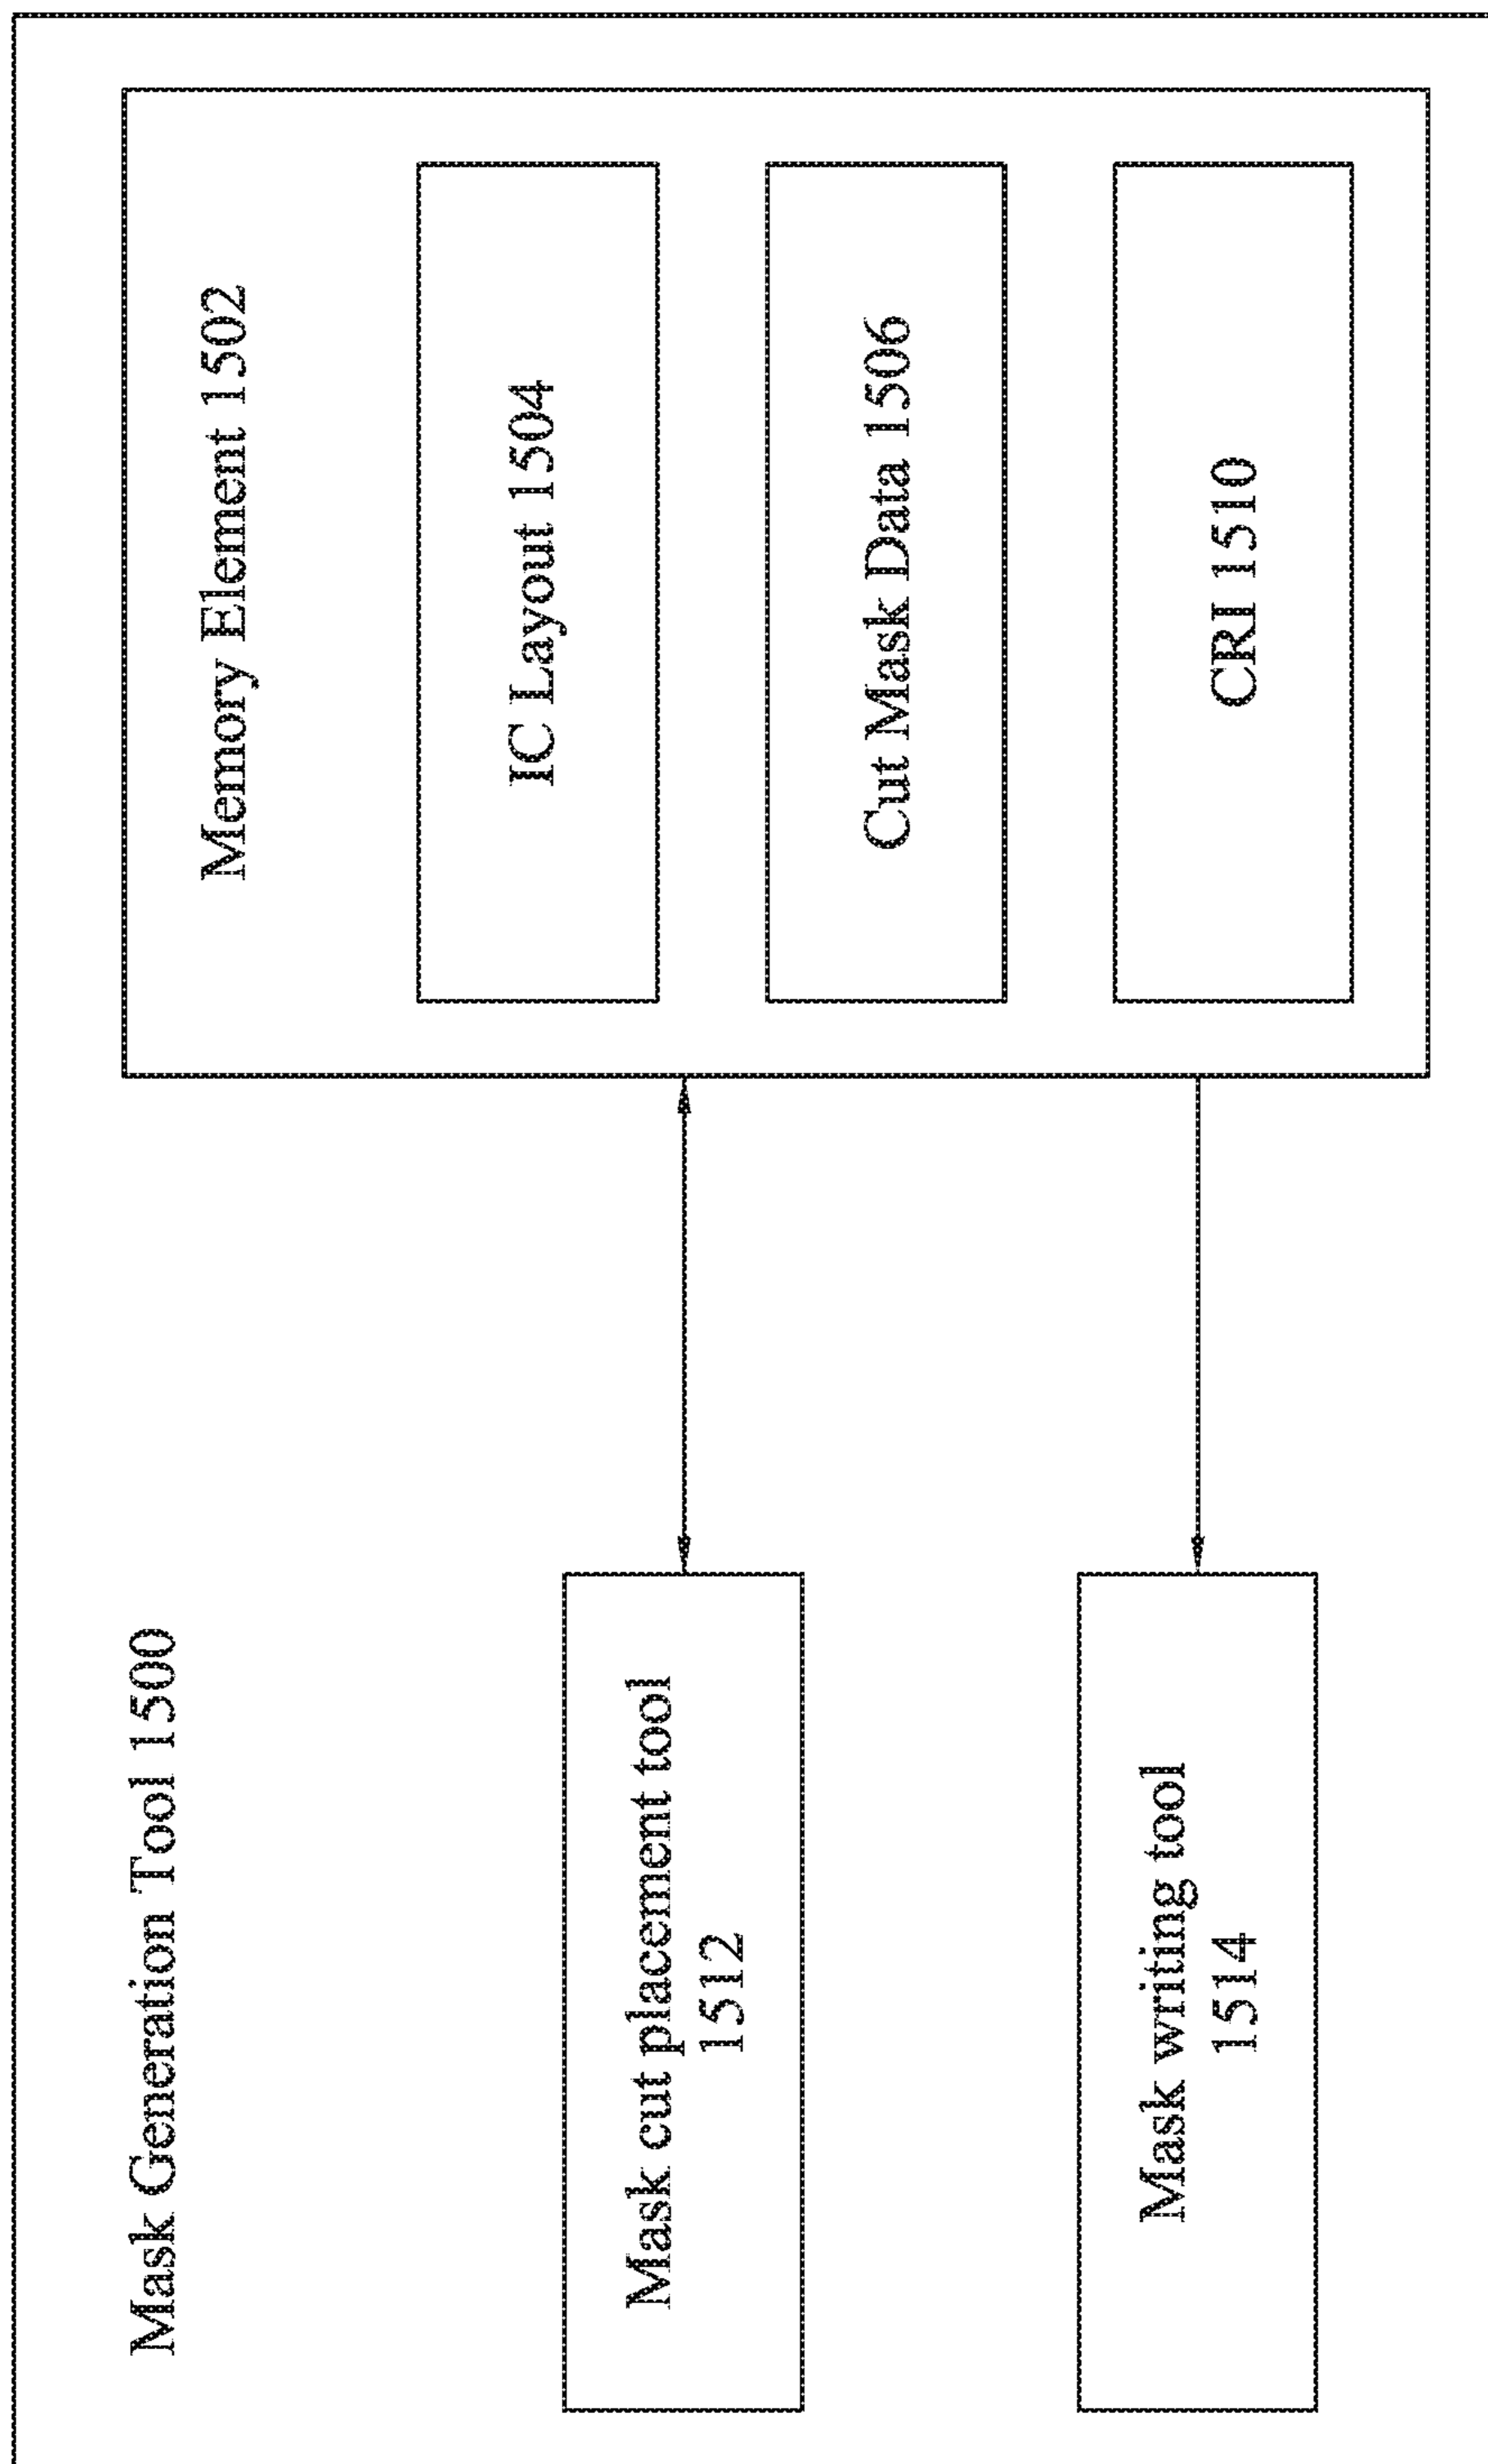 Mask Generation Tool 1500
Mask cut placement tool
1512
Mask writing tool
1514
Memory Element 1502
IC Layout 1504
Cut Mask Data 1506
CRI 1510